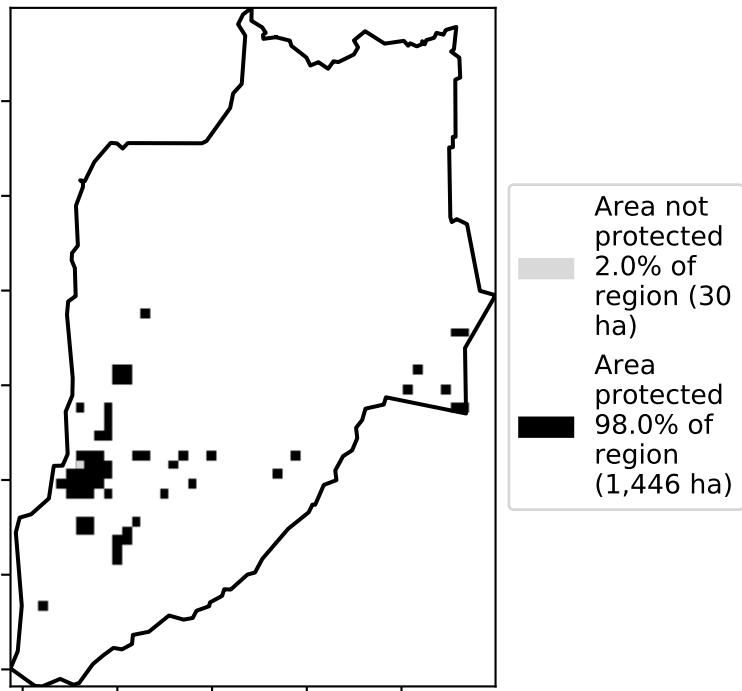 Area not
protected
2.0% of
region (30
ha)
Area
protected
98.0% of
region
(1,446 ha)